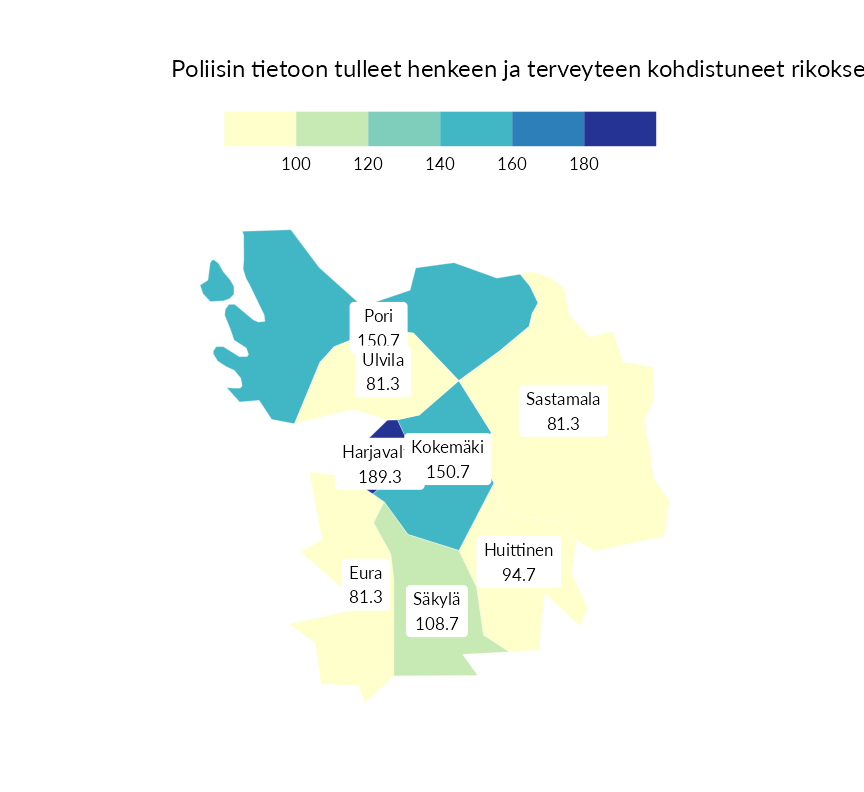 Poliisin tietoon tulleet henkeen ja terveyteen kohdistuneet rikokse
100 120 140 160 180
Pori
150.7
Ulvila
81.3
Sastamala
81.3
Harjaval
189.3
Kokemäki
150.7
Huittinen
94.7
Eura
81.3
Säkylä
108.7